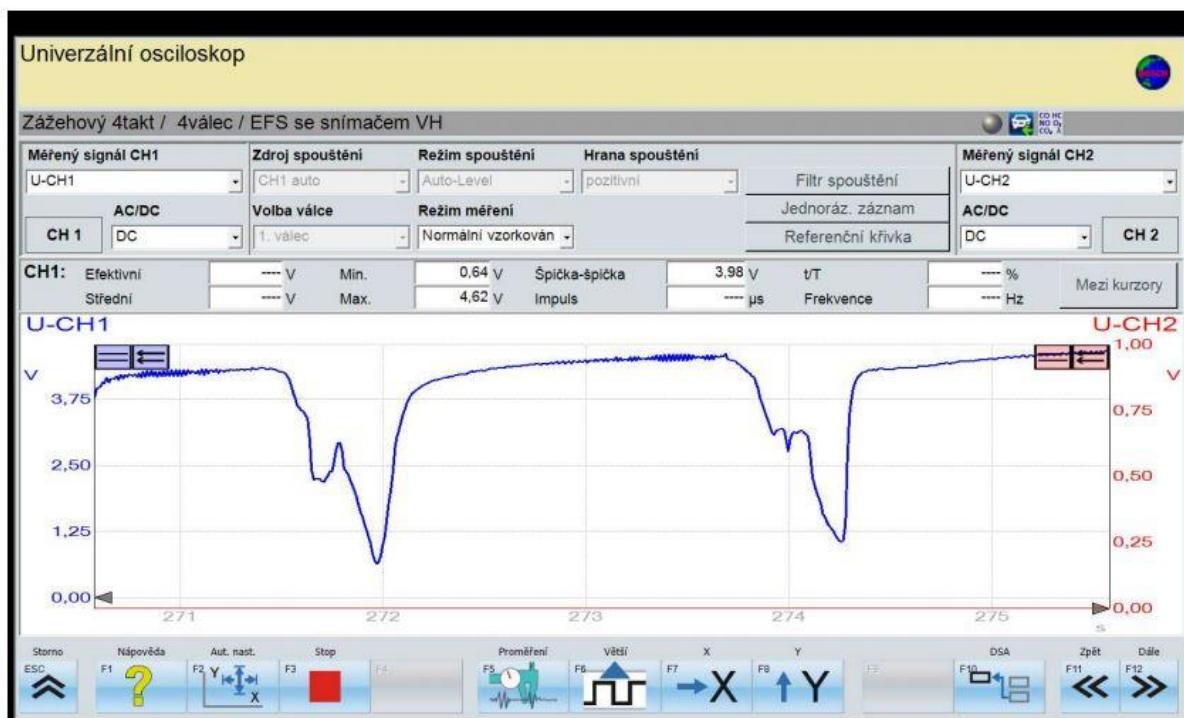 Univerzální osciloskop
BOSCH
Zážehový 4takt / 4válec / EFS se snímačem VH
CO HC
NO O₂
CO₂ λ
Měřený signál CH1
Zdroj spouštění
Režim spouštění
Hrana spouštění
Měřený signál CH2
U-CH1
CH1 auto
Auto-Level
pozitivní
Filtr spouštění
U-CH2
AC/DC
Volba válce
Režim měření
Jednoráz. záznam
AC/DC
CH 1
DC
1. válec
Normální vzorkován
Referenční křivka
DC
CH 2
CH1:
Efektivní
---- V
Min.
0,64 V
Špička-špička
3,98 V
t/T
---- %
Mezi kurzory
Střední
---- V
Max.
4,62 V
Impuls
---- µs
Frekvence
---- Hz
U-CH1
U-CH2
1,00
V
V
3,75
0,75
2,50
0,50
1,25
0,25
0,00
0,00
271
272
273
274
275
s
Storno
Nápověda
Aut. nast.
Stop
Proměření
Větší
X
Y
DSA
Zpět
Dále
ESC
F1
F2
Y
X
F3
F4
F5
F6
F7
X
F8
Y
F9
F10
F11
F12